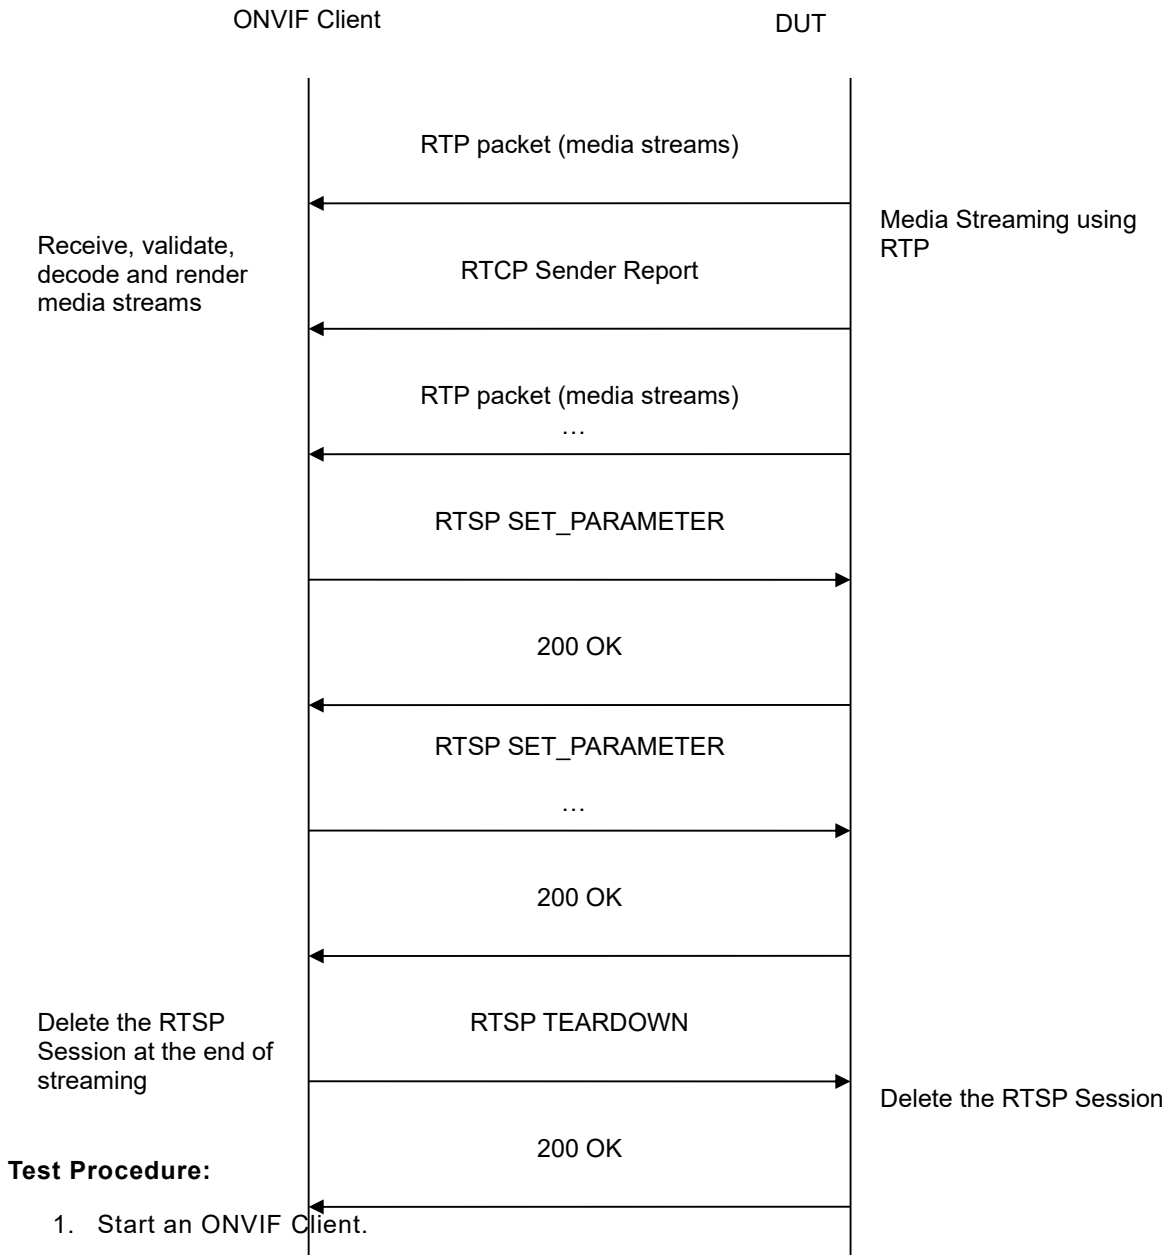 ONVIF Client
DUT
RTP packet (media streams)
Media Streaming using
RTP
Receive, validate,
decode and render
media streams
RTCP Sender Report
RTP packet (media streams)
…
RTSP SET_PARAMETER
200 OK
RTSP SET_PARAMETER
…
200 OK
Delete the RTSP
Session at the end of
streaming
RTSP TEARDOWN
Delete the RTSP Session
200 OK
Test Procedure:
1. Start an ONVIF Client.